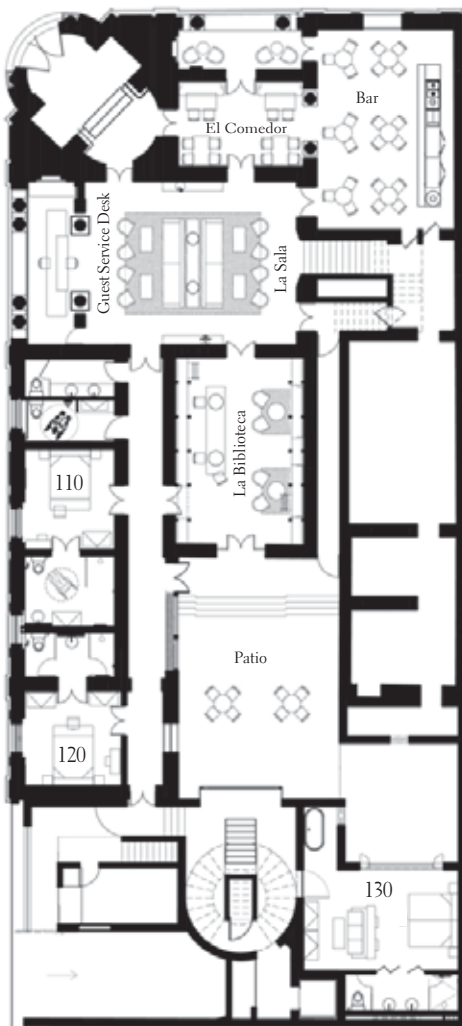 Bar
El Comedor
Guest Service Desk
La Sala
La Biblioteca
110
Patio
120
130